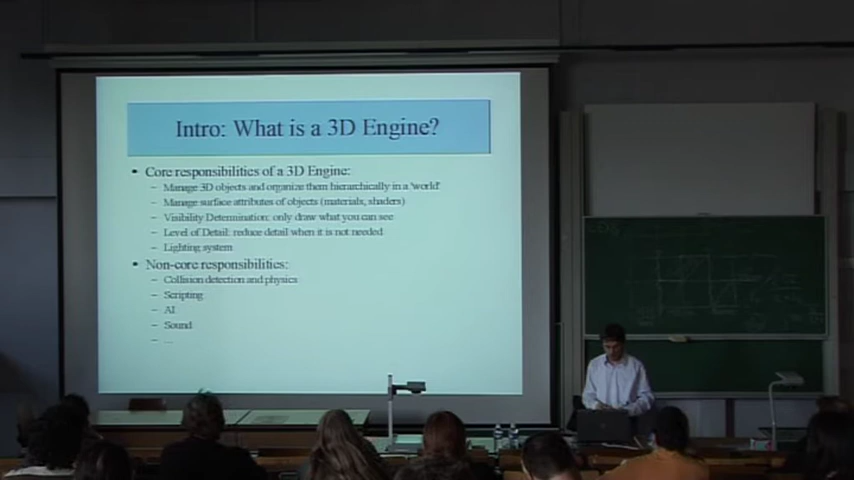 Intro: What is a 3D Engine?
• Core responsibilities of a 3D Engine:
– Manage 3D objects and organize them hierarchically in a 'world'
– Manage surface attributes of objects (materials, shaders)
– Visibility Determination: only draw what you can see
– Level of Detail: reduce detail when it is not needed
– Lighting system
• Non-core responsibilities:
– Collision detection and physics
– Scripting
– AI
– Sound
– ...